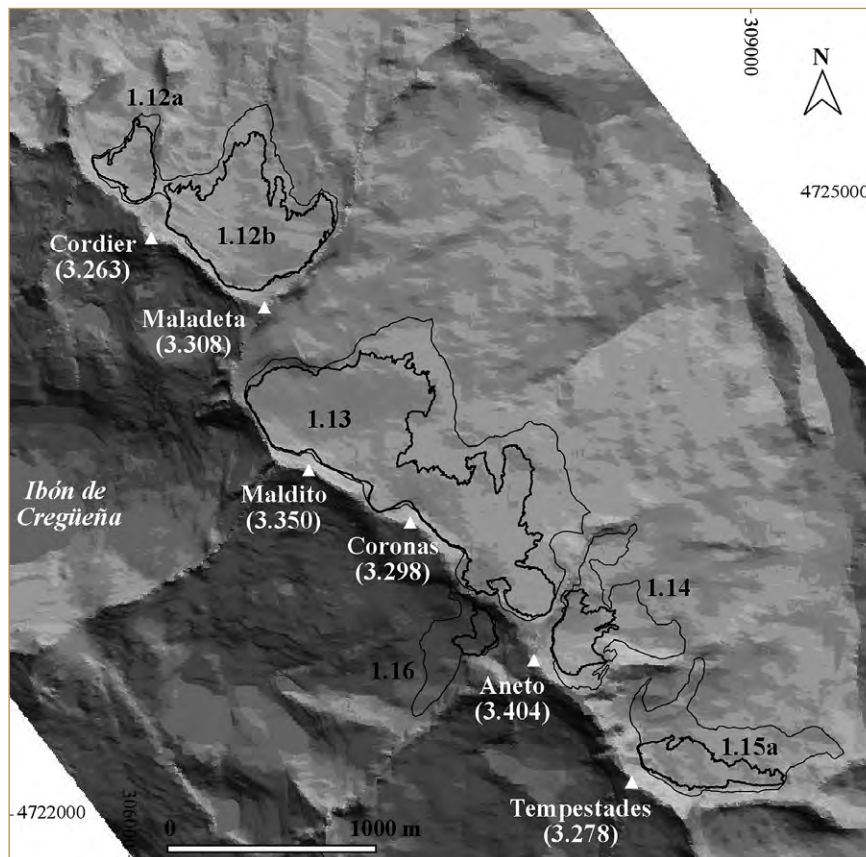 309000
N
1.12a
4725000
1.12b
Cordier
(3.263)
Maladeta
(3.308)
1.13
Ibón de
Cregüeña
Maldito
(3.350)
Coronas
(3.298)
1.14
1.16
Aneto
(3.404)
1.15a
Tempestades
(3.278)
4722000
306000
0 1000 m